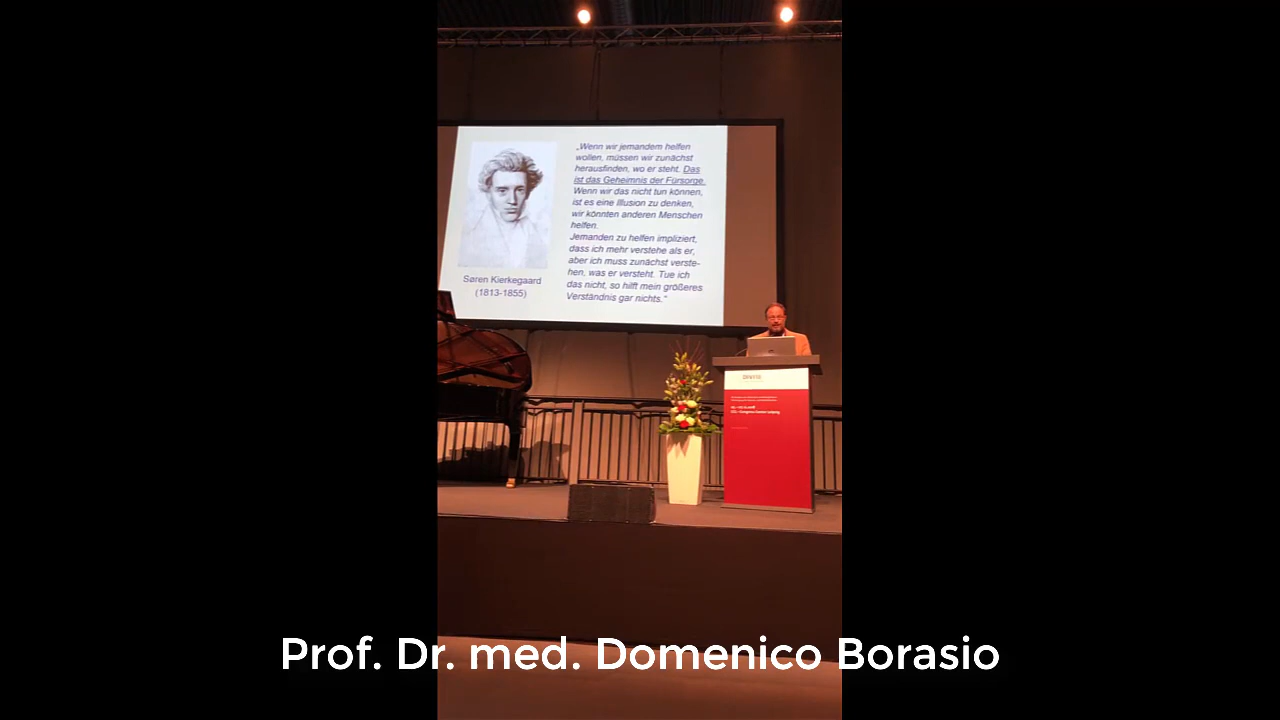 „Wenn wir jemandem helfen
wollen, müssen wir zunächst
herausfinden, wo er steht. Das
ist das Geheimnis der Fürsorge.
Wenn wir das nicht tun können,
ist es eine Illusion zu denken,
wir könnten anderen Menschen
helfen.
Jemanden zu helfen impliziert,
dass ich mehr verstehe als er,
aber ich muss zunächst verste-
hen, was er versteht. Tue ich
das nicht, so hilft mein größeres
Verständnis gar nichts.“
Søren Kierkegaard
(1813-1855)
Prof. Dr. med. Domenico Borasio